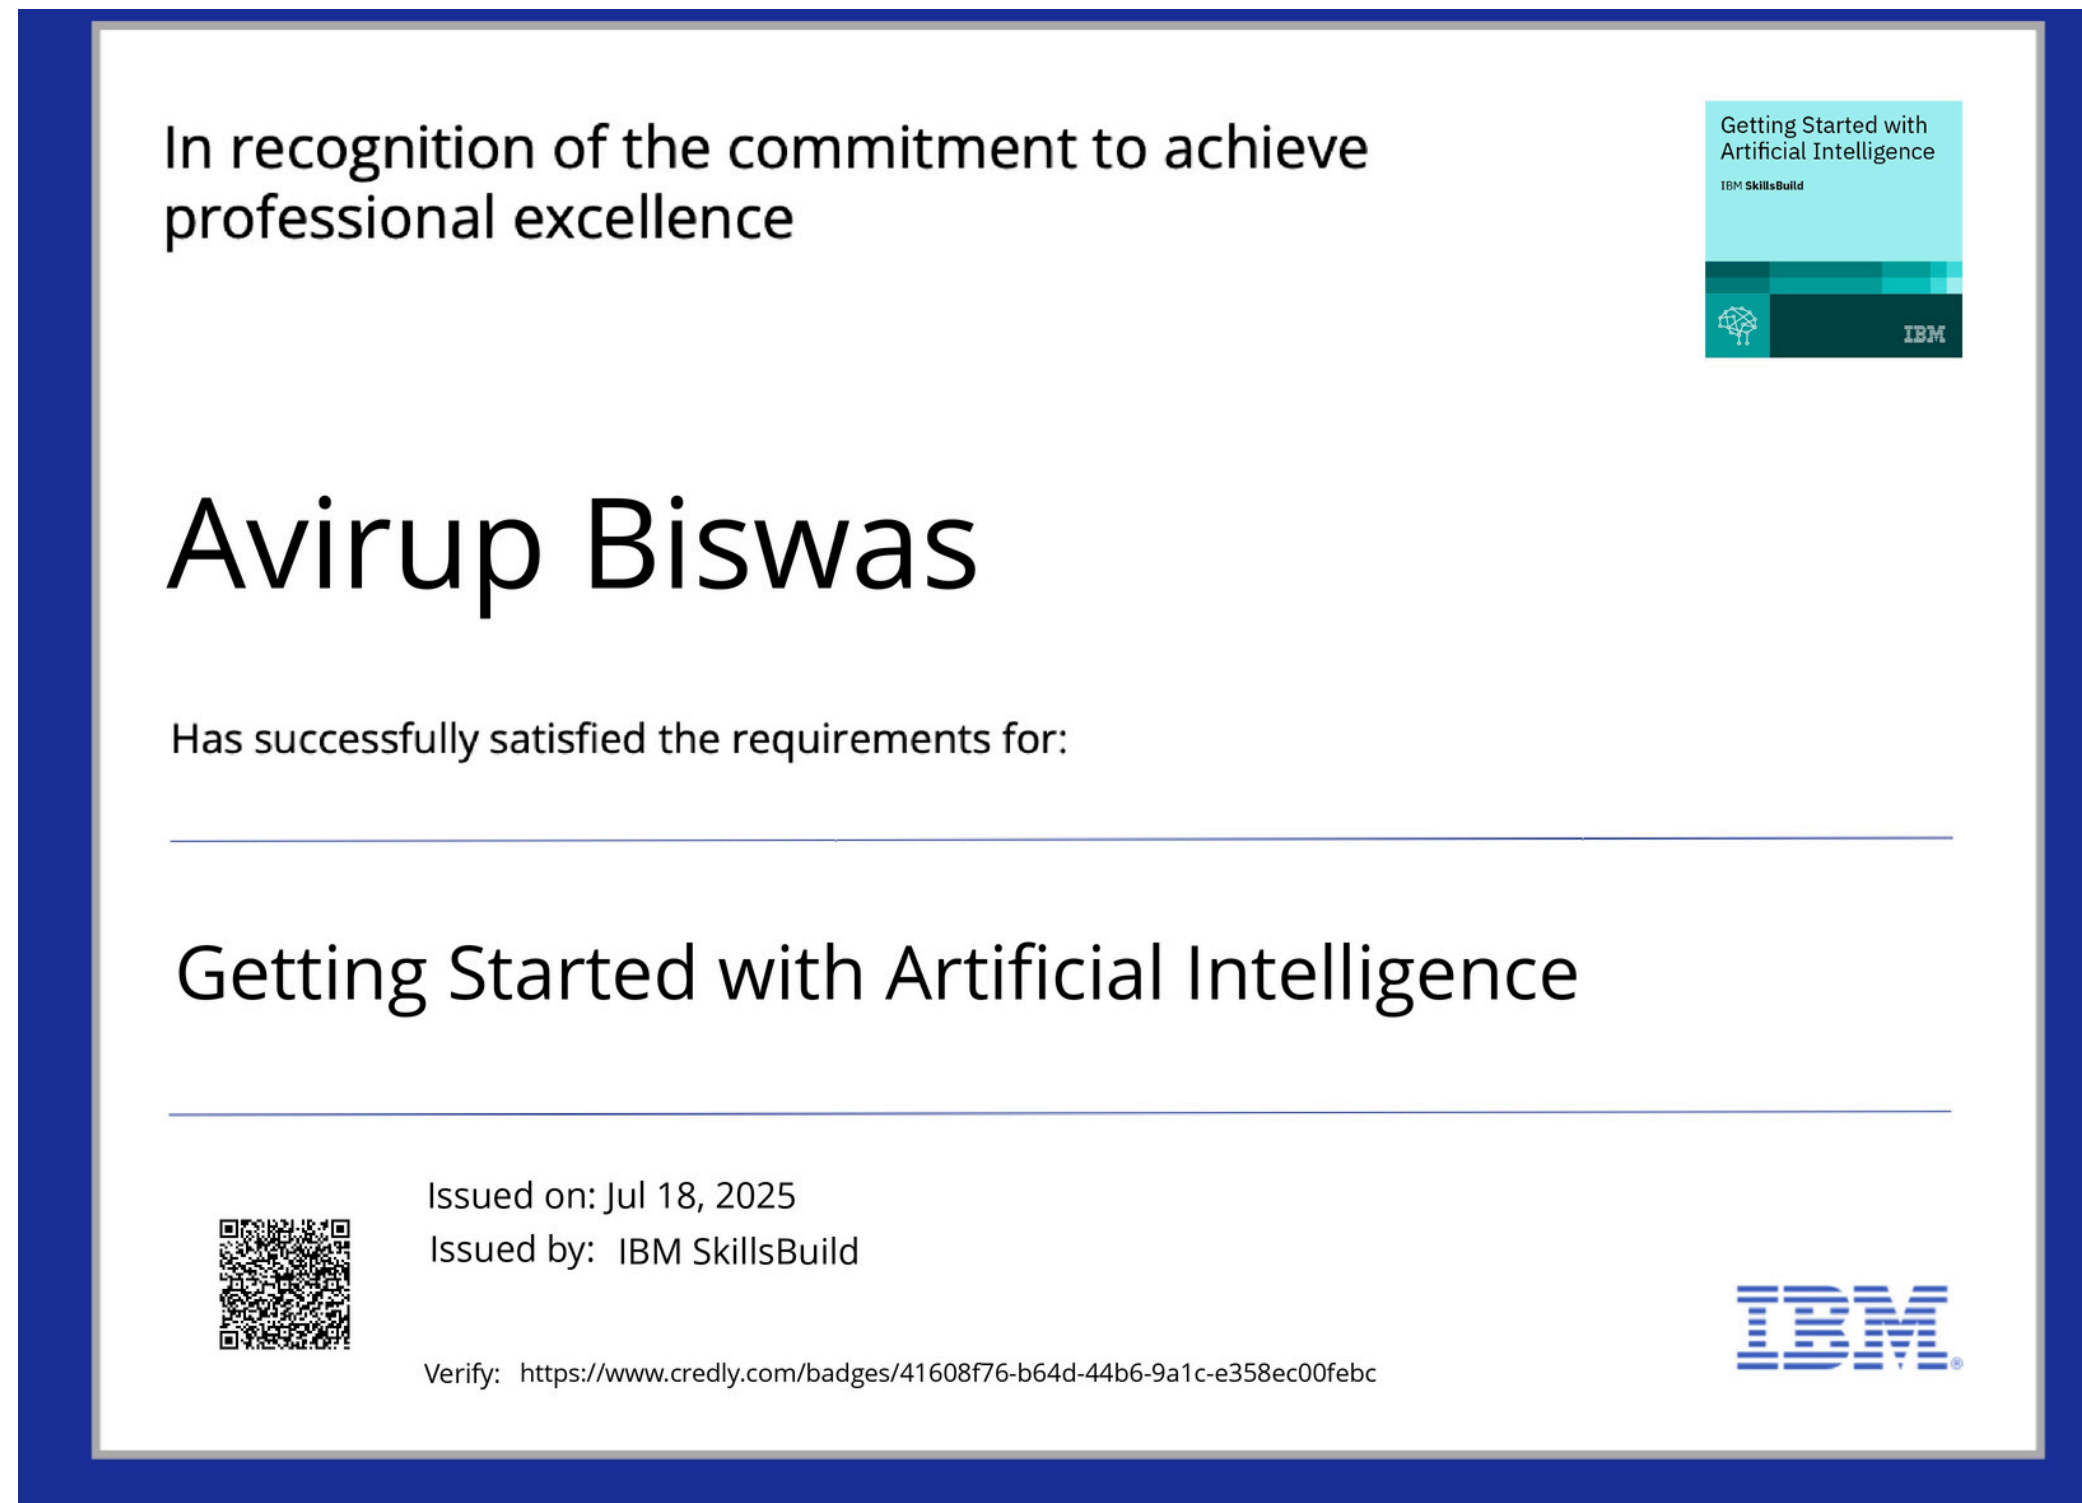 In recognition of the commitment to achieve
professional excellence
Getting Started with
Artificial Intelligence
IBM SkillsBuild
IBM
Avirup Biswas
Has successfully satisfied the requirements for:
Getting Started with Artificial Intelligence
Issued on: Jul 18, 2025
Issued by: IBM SkillsBuild
Verify: https://www.credly.com/badges/41608f76-b64d-44b6-9a1c-e358ec00febc
IBM®